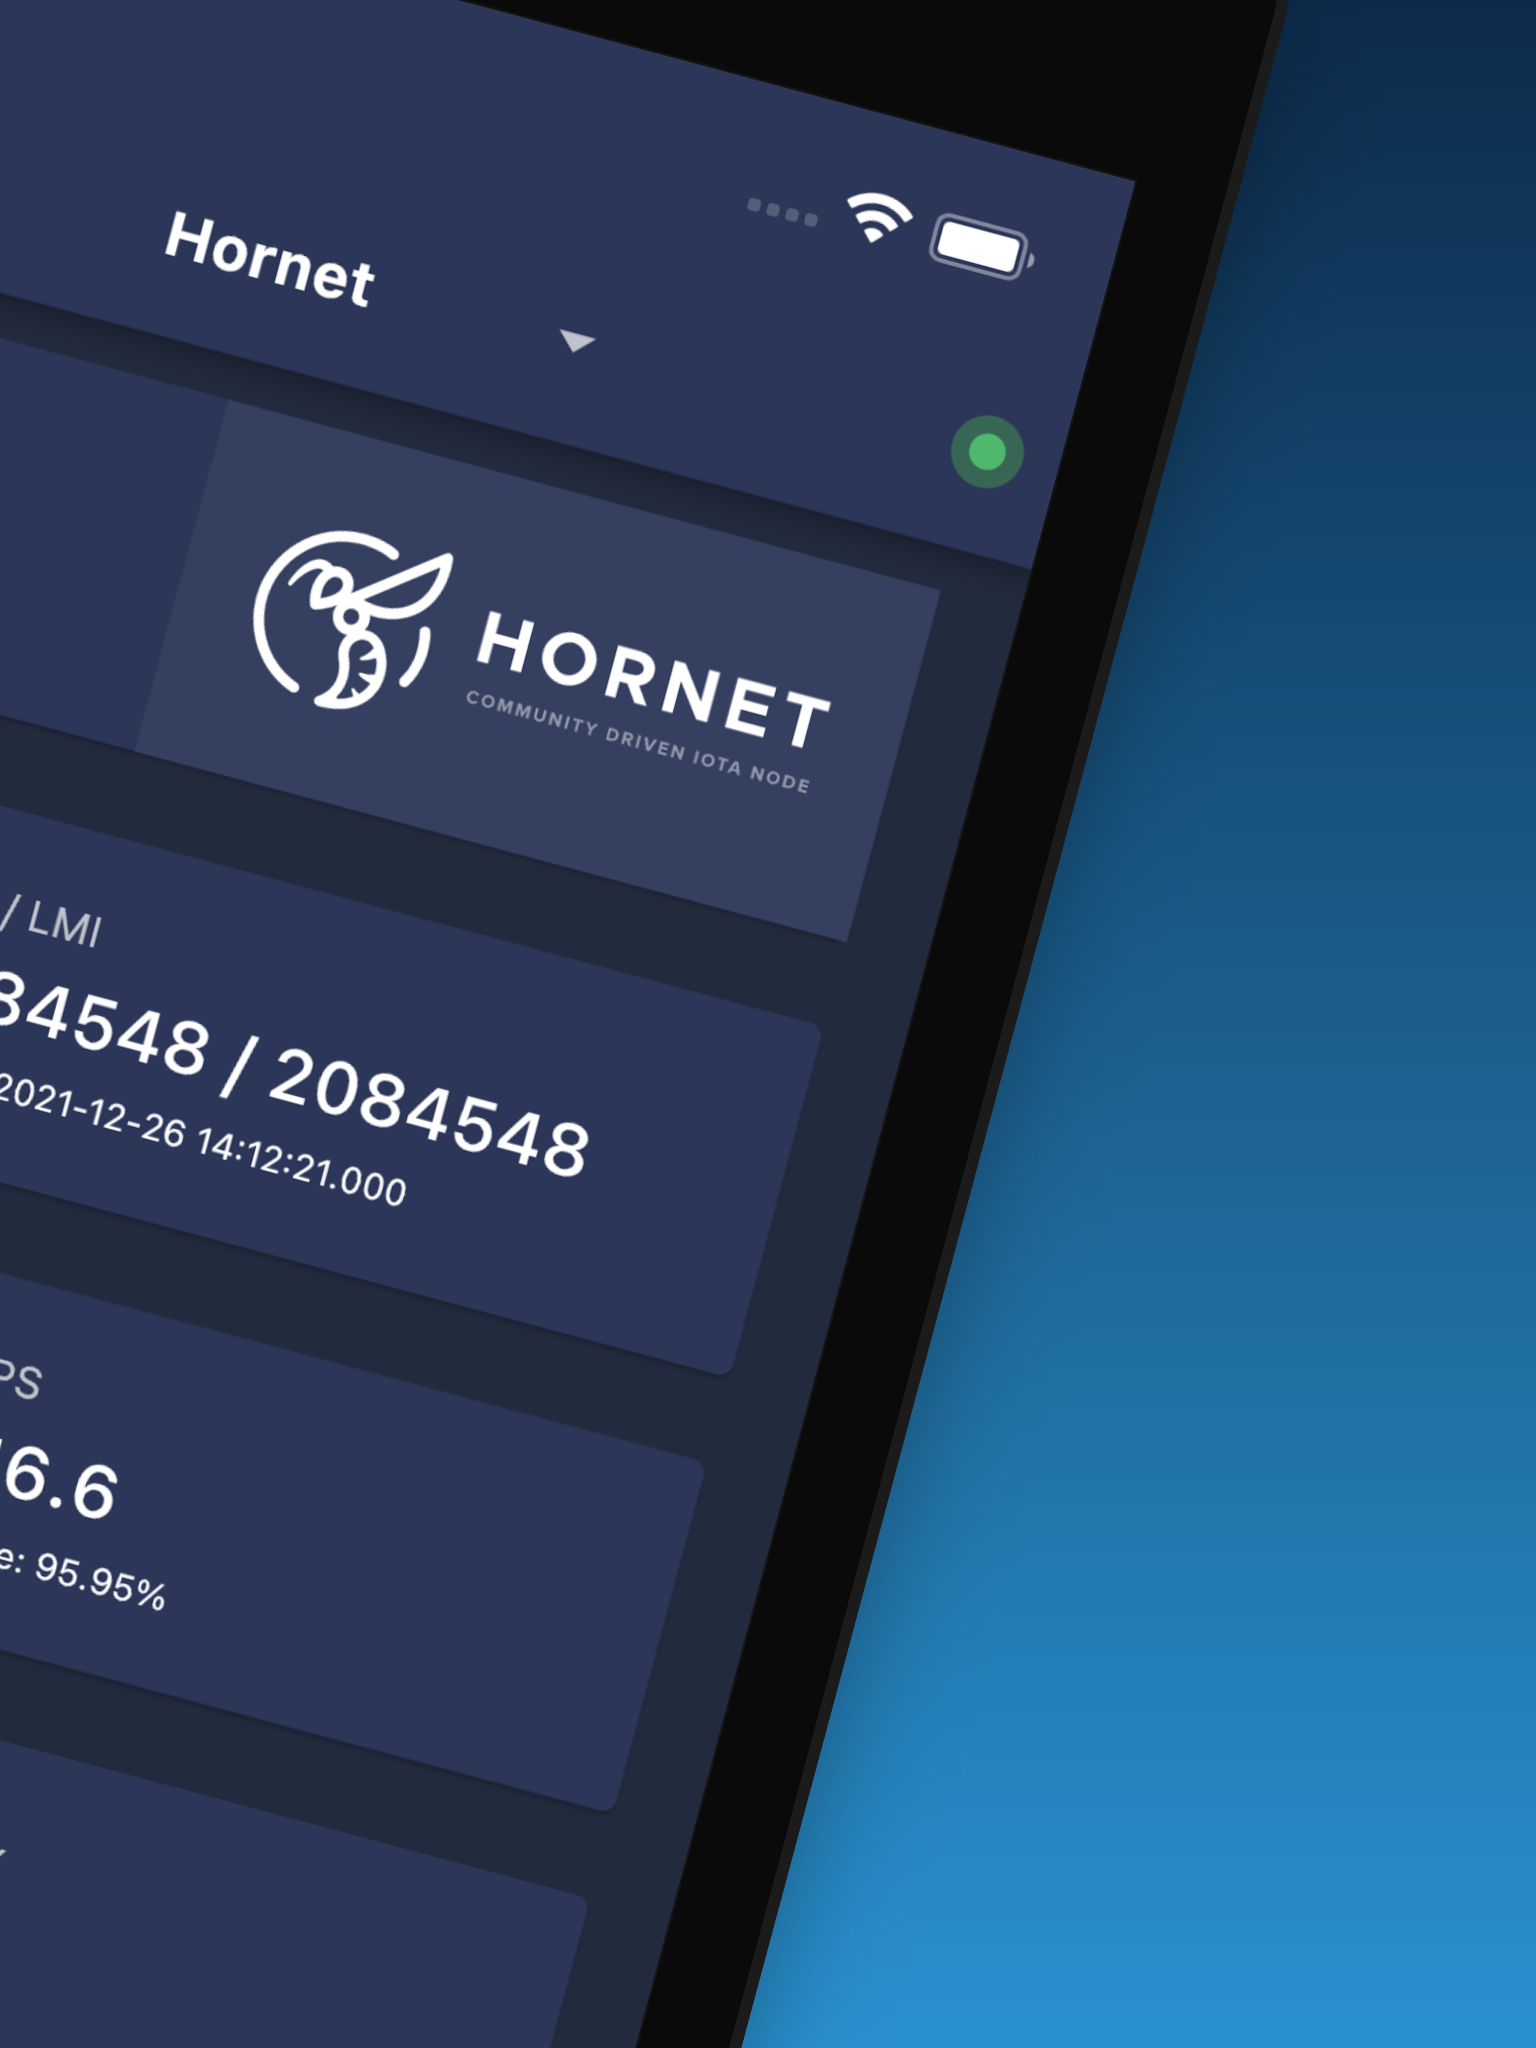 Hornet
HORNET
COMMUNITY DRIVEN IOTA NODE
/ LMI
84548 / 2084548
2021-12-26 14:12:21.000
PS
6.6
e: 95.95%